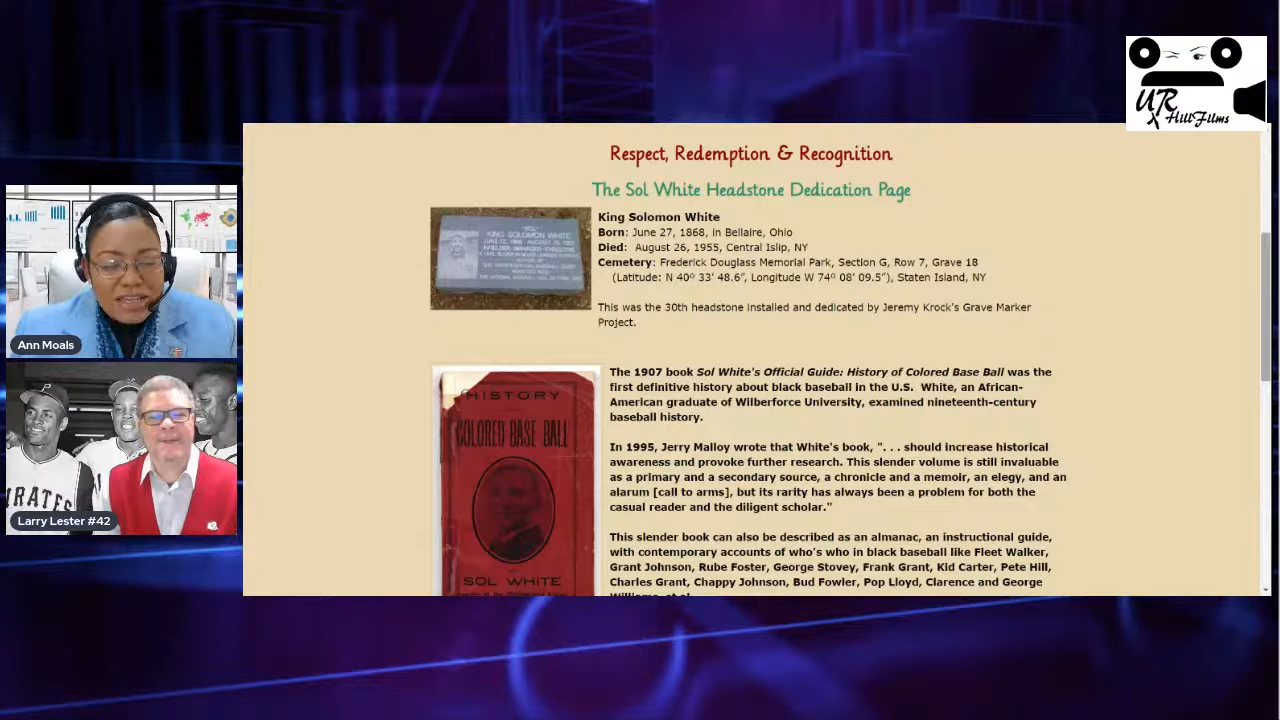 UR
HillFilms
Respect, Redemption & Recognition
The Sol White Headstone Dedication Page
King Solomon White
Born: June 27, 1868, in Bellaire, Ohio
Died: August 26, 1955, Central Islip, NY
Cemetery: Frederick Douglass Memorial Park, Section G, Row 7, Grave 18
(Latitude: N 40º 33' 48.6", Longitude W 74º 08' 09.5"), Staten Island, NY
This was the 30th headstone installed and dedicated by Jeremy Krock's Grave Marker
Project.
"SOL"
KING SOLOMON WHITE
The 1907 book Sol White's Official Guide: History of Colored Base Ball was the
first definitive history about black baseball in the U.S. White, an African-
American graduate of Wilberforce University, examined nineteenth-century
baseball history.
In 1995, Jerry Malloy wrote that White's book, ". . . should increase historical
awareness and provoke further research. This slender volume is still invaluable
as a primary and a secondary source, a chronicle and a memoir, an elegy, and an
alarum [call to arms], but its rarity has always been a problem for both the
casual reader and the diligent scholar."
This slender book can also be described as an almanac, an instructional guide,
with contemporary accounts of who's who in black baseball like Fleet Walker,
Grant Johnson, Rube Foster, George Stovey, Frank Grant, Kid Carter, Pete Hill,
Charles Grant, Chappy Johnson, Bud Fowler, Pop Lloyd, Clarence and George
Williams, et al.
HISTORY
COLORED BASE BALL
SOL WHITE
Ann Moals
P
IRATES
Larry Lester #42